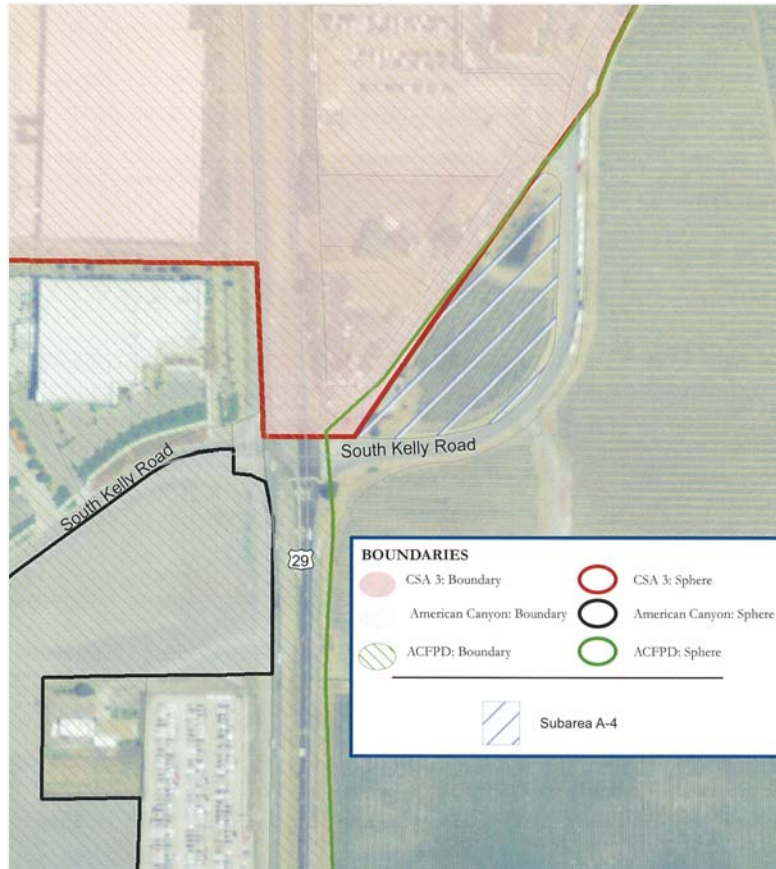 South Kelly Road
South Kelly Road
29
BOUNDARIES
CSA 3: Boundary
CSA 3: Sphere
American Canyon: Boundary
American Canyon: Sphere
ACFPD: Boundary
ACFPD: Sphere
Subarea A-4